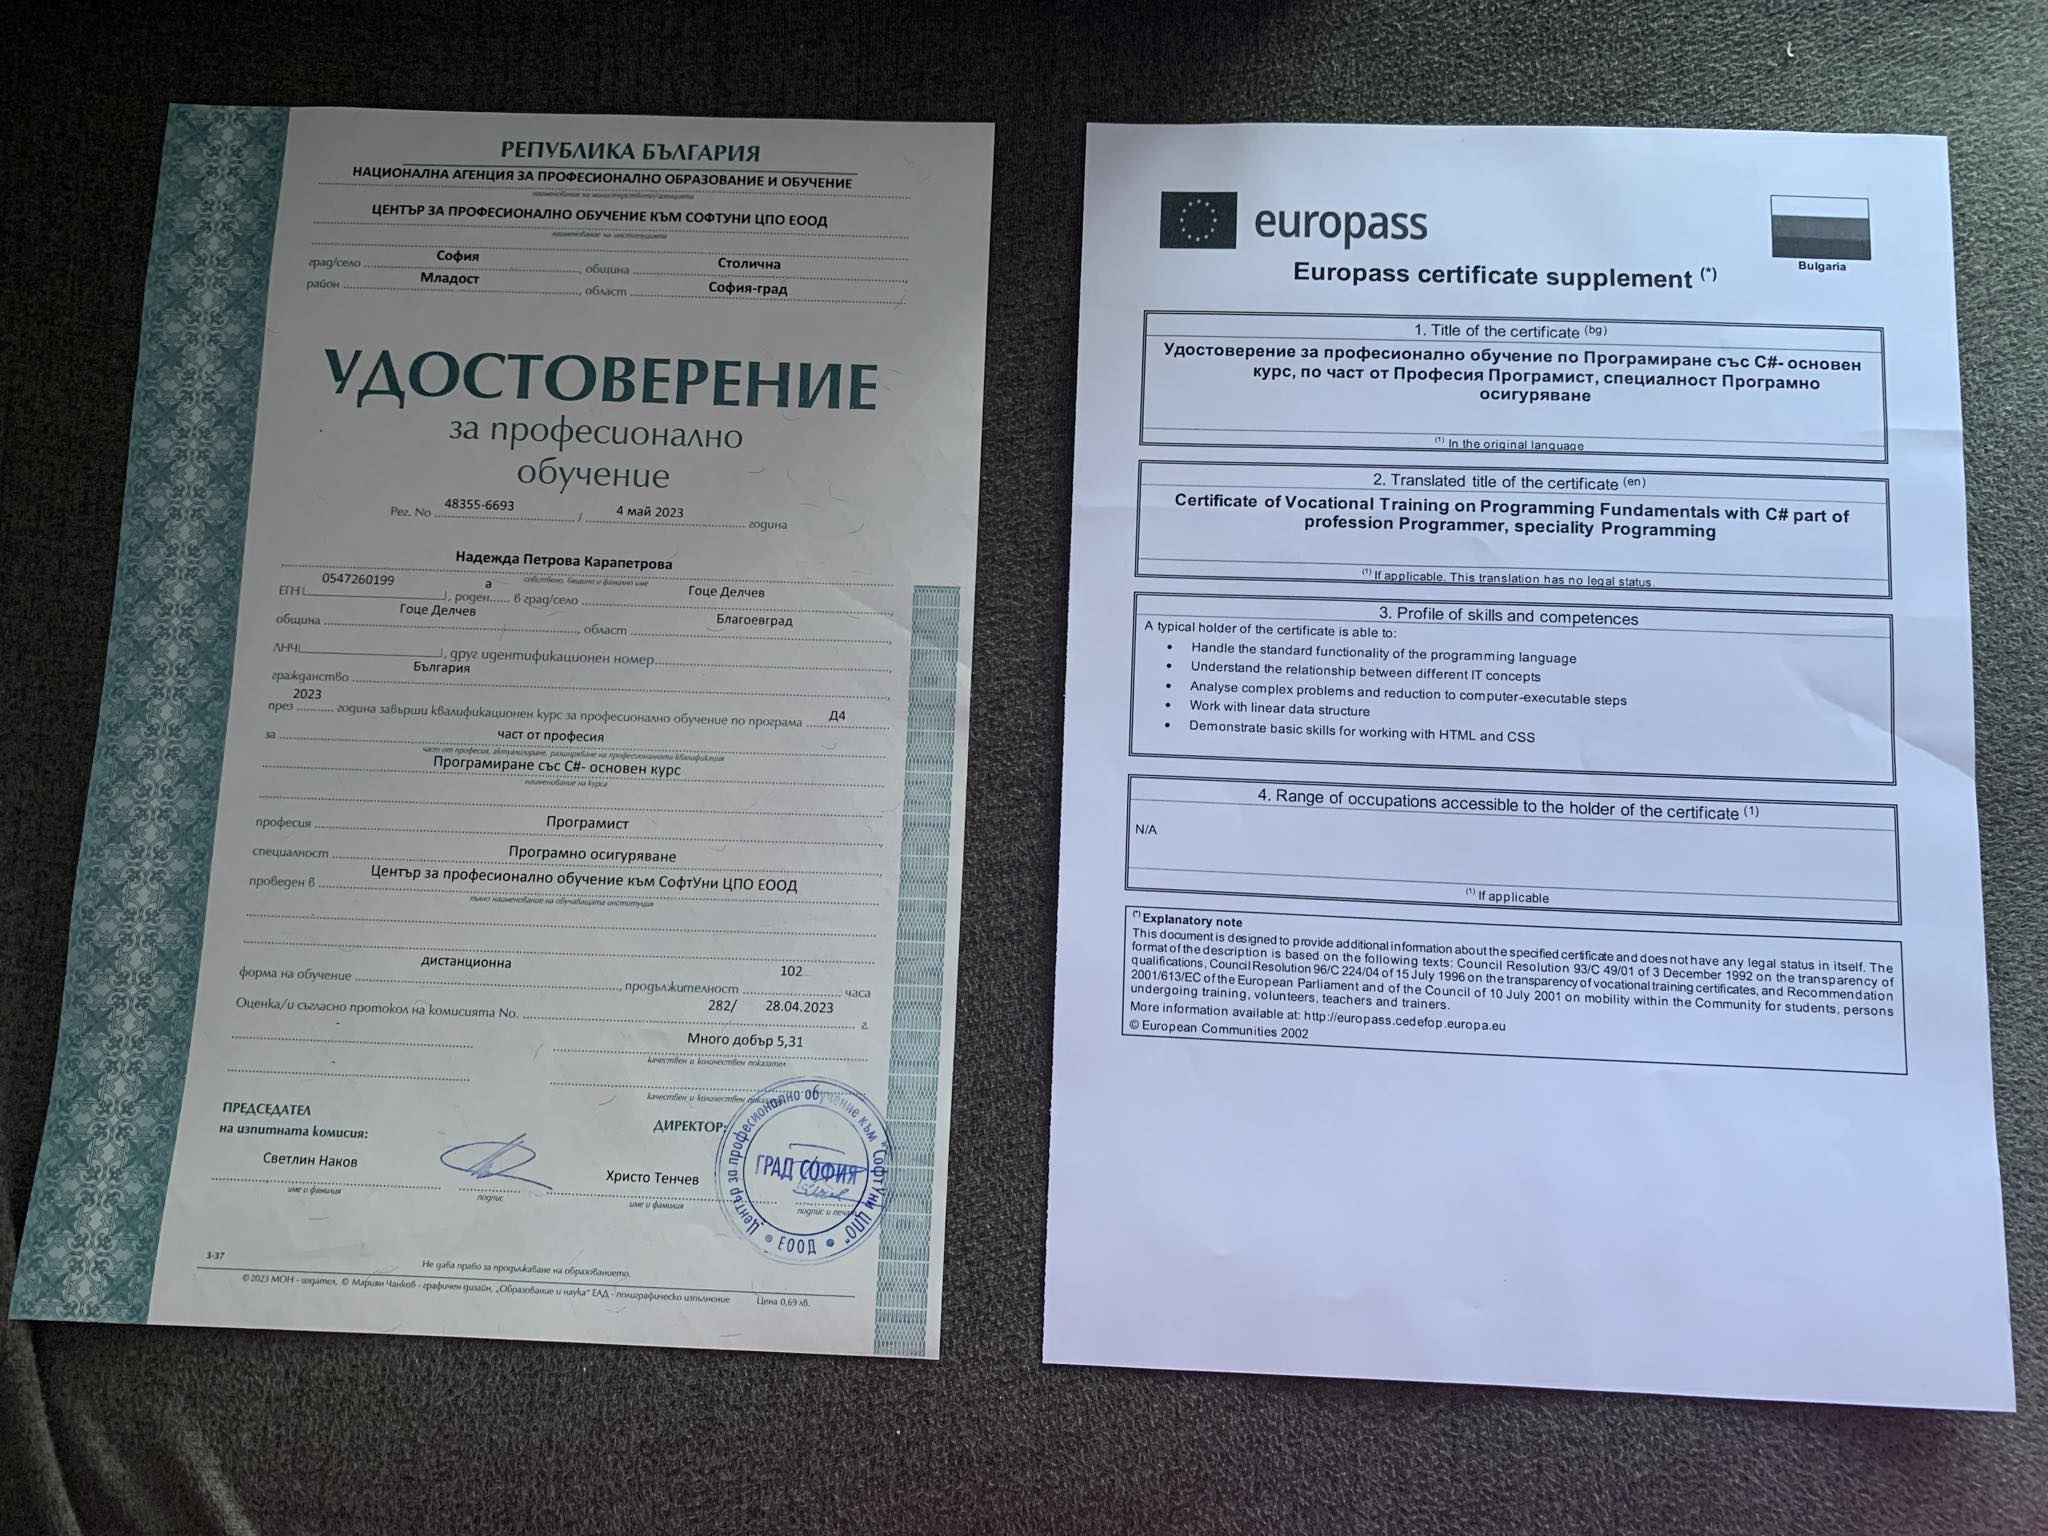 РЕПУБЛИКА БЪЛГАРИЯ
НАЦИОНАЛНА АГЕНЦИЯ ЗА ПРОФЕСИОНАЛНО ОБРАЗОВАНИЕ И ОБУЧЕНИЕ
наименование на министерството/агенцията
ЦЕНТЪР ЗА ПРОФЕСИОНАЛНО ОБУЧЕНИЕ КЪМ СОФТУНИ ЦПО ЕООД
наименование на институцията
град/село София, община Столична
район Младост, област София-град
УДОСТОВЕРЕНИЕ
за професионално
обучение
Рег. No 48355-6693 / 4 май 2023 година
Надежда Петрова Карапетрова
собствено, бащино и фамилно име
ЕГН 0547260199, роден а в град/село Гоце Делчев
община Гоце Делчев, област Благоевград
ЛНЧ, друг идентификационен номер
гражданство България
през 2023 година завърши квалификационен курс за професионално обучение по програма Д4
за част от професия
част от професия, актуализиране, разширяване на професионалната квалификация
Програмиране със C#- основен курс
наименование на курса
професия Програмист
специалност Програмно осигуряване
проведен в Център за професионално обучение към СофтУни ЦПО ЕООД
пълно наименование на обучаващата институция
форма на обучение дистанционна, продължителност 102 часа
Оценка/и съгласно протокол на комисията No. 282/ 28.04.2023 г.
- Много добър 5,31
качествен и количествен показател
-
качествен и количествен показ
ПРЕДСЕДАТЕЛ
на изпитната комисия:
ДИРЕКТОР:
Светлин Наков
Христо Тенчев
име и фамилия
подпис
име и фамилия
подпис и печат
Център за професионално обучение към "СофтУни ЦПО" ЕООД
ГРАД СОФИЯ
3-37
Не дава право за продължаване на образованието.
© 2023 МОН - издател, © Мариян Чанков - графичен дизайн, „Образование и наука“ ЕАД - полиграфическо изпълнение Цена 0,69 лв.
europass
Bulgaria
Europass certificate supplement (*)
1. Title of the certificate (bg)
Удостоверение за професионално обучение по Програмиране със C#- основен
курс, по част от Професия Програмист, специалност Програмно
осигуряване
(1) In the original language
2. Translated title of the certificate (en)
Certificate of Vocational Training on Programming Fundamentals with C# part of
profession Programmer, speciality Programming
(1) If applicable. This translation has no legal status.
3. Profile of skills and competences
A typical holder of the certificate is able to:
• Handle the standard functionality of the programming language
• Understand the relationship between different IT concepts
• Analyse complex problems and reduction to computer-executable steps
• Work with linear data structure
• Demonstrate basic skills for working with HTML and CSS
4. Range of occupations accessible to the holder of the certificate (1)
N/A
(1) If applicable
(*) Explanatory note
This document is designed to provide additional information about the specified certificate and does not have any legal status in itself. The
format of the description is based on the following texts: Council Resolution 93/C 49/01 of 3 December 1992 on the transparency of
qualifications, Council Resolution 96/C 224/04 of 15 July 1996 on the transparency of vocational training certificates, and Recommendation
2001/613/EC of the European Parliament and of the Council of 10 July 2001 on mobility within the Community for students, persons
undergoing training, volunteers, teachers and trainers.
More information available at: http://europass.cedefop.europa.eu
© European Communities 2002